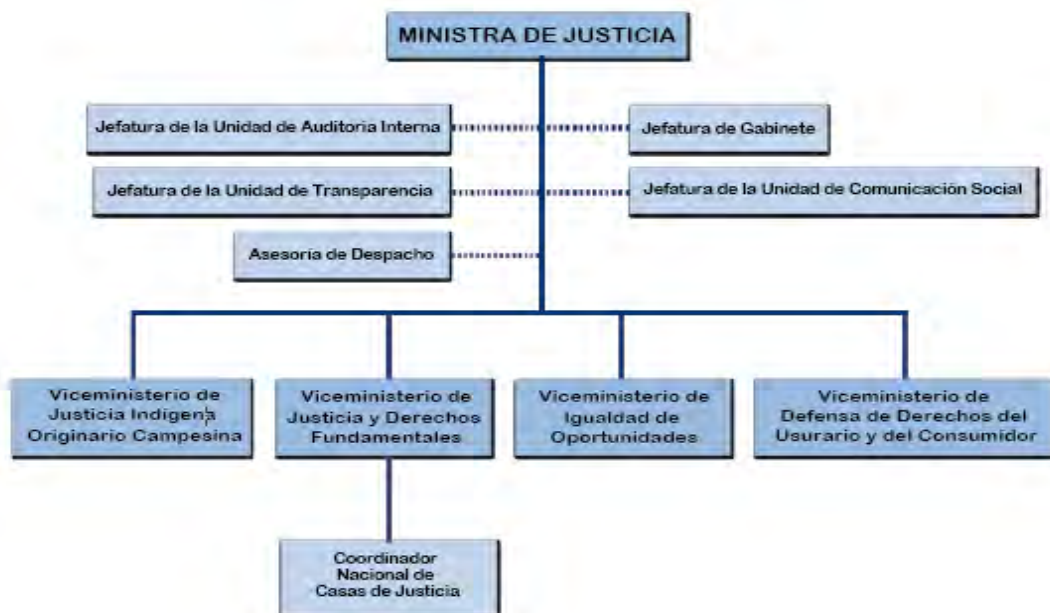 MINISTRA DE JUSTICIA
Jefatura de la Unidad de Auditoria Interna
Jefatura de Gabinete
Jefatura de la Unidad de Transparencia
Jefatura de la Unidad de Comunicación Social
Asesoría de Despacho
Viceministerio de
Justicia Indígena
Originario Campesina
Viceministerio de
Justicia y Derechos
Fundamentales
Viceministerio de
Igualdad de
Oportunidades
Viceministerio de
Defensa de Derechos del
Usurario y del Consumidor
Coordinador
Nacional de
Casas de Justicia